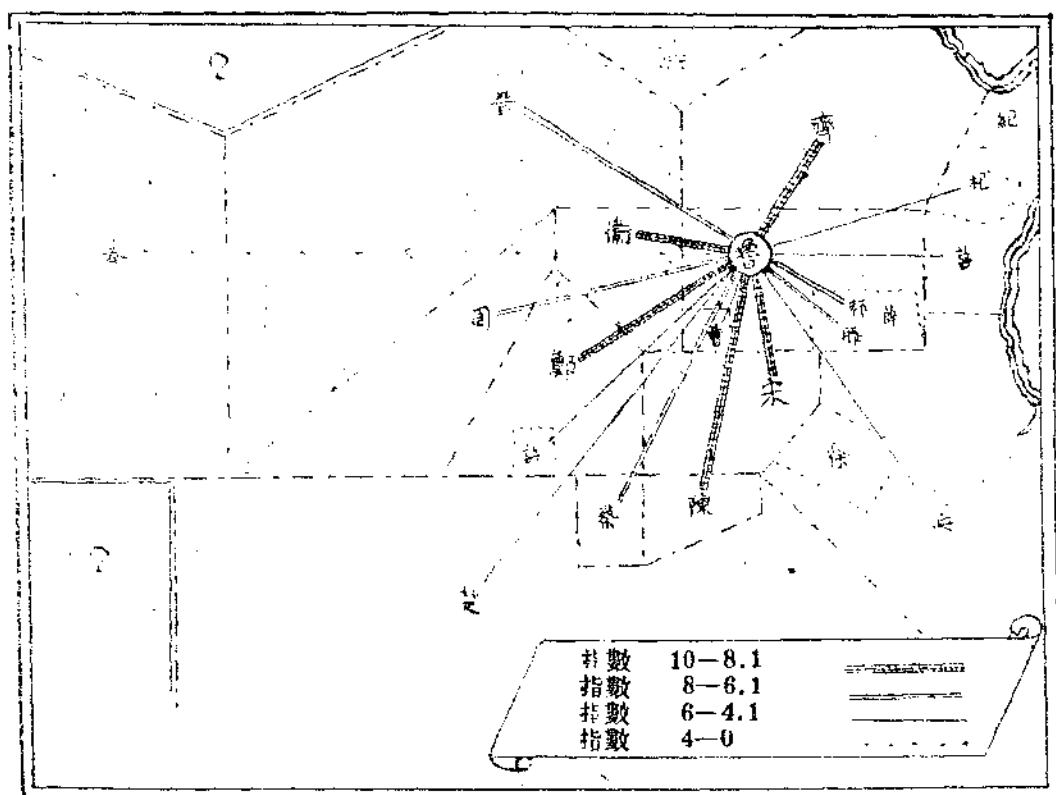 晉
齊
紀
杞
衛
魯
莒
秦
周
邾
薛
滕
曹
鄭
宋
許
徐
蔡
陳
吳
楚
指數 10—8.1
指數 8—6.1
指數 6—4.1
指數 4—0